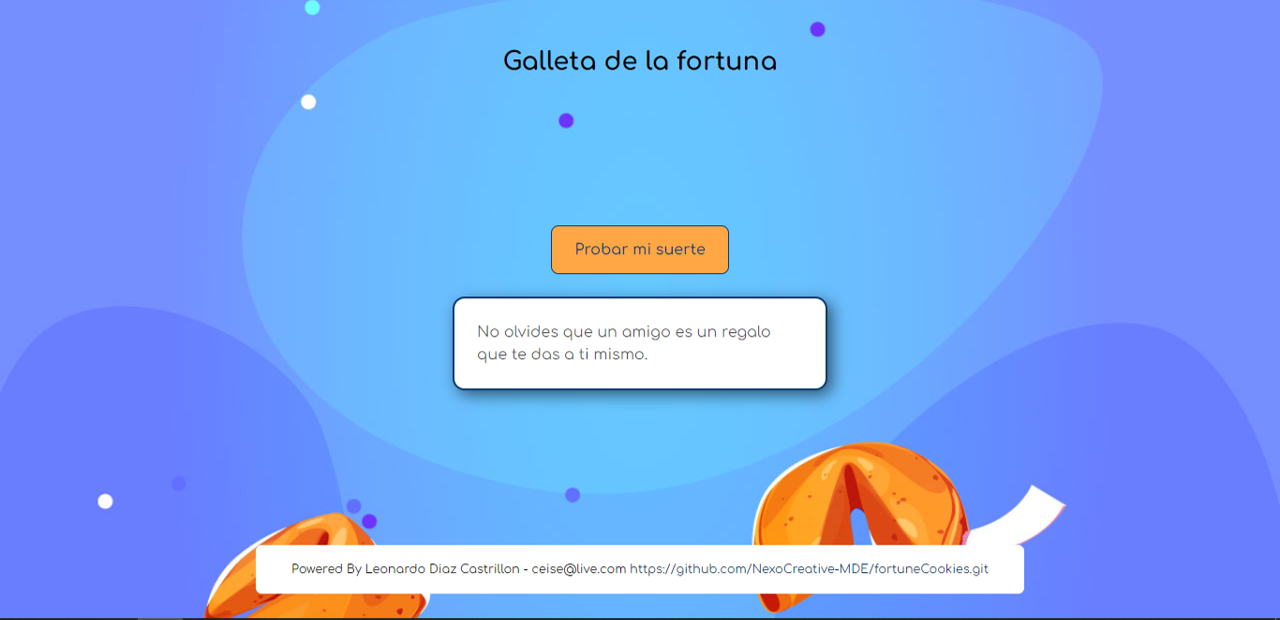 Galleta de la fortuna
Probar mi suerte
No olvides que un amigo es un regalo
que te das a ti mismo.
Powered By Leonardo Diaz Castrillon - ceise@live.com https://github.com/NexoCreative-MDE/fortuneCookies.git